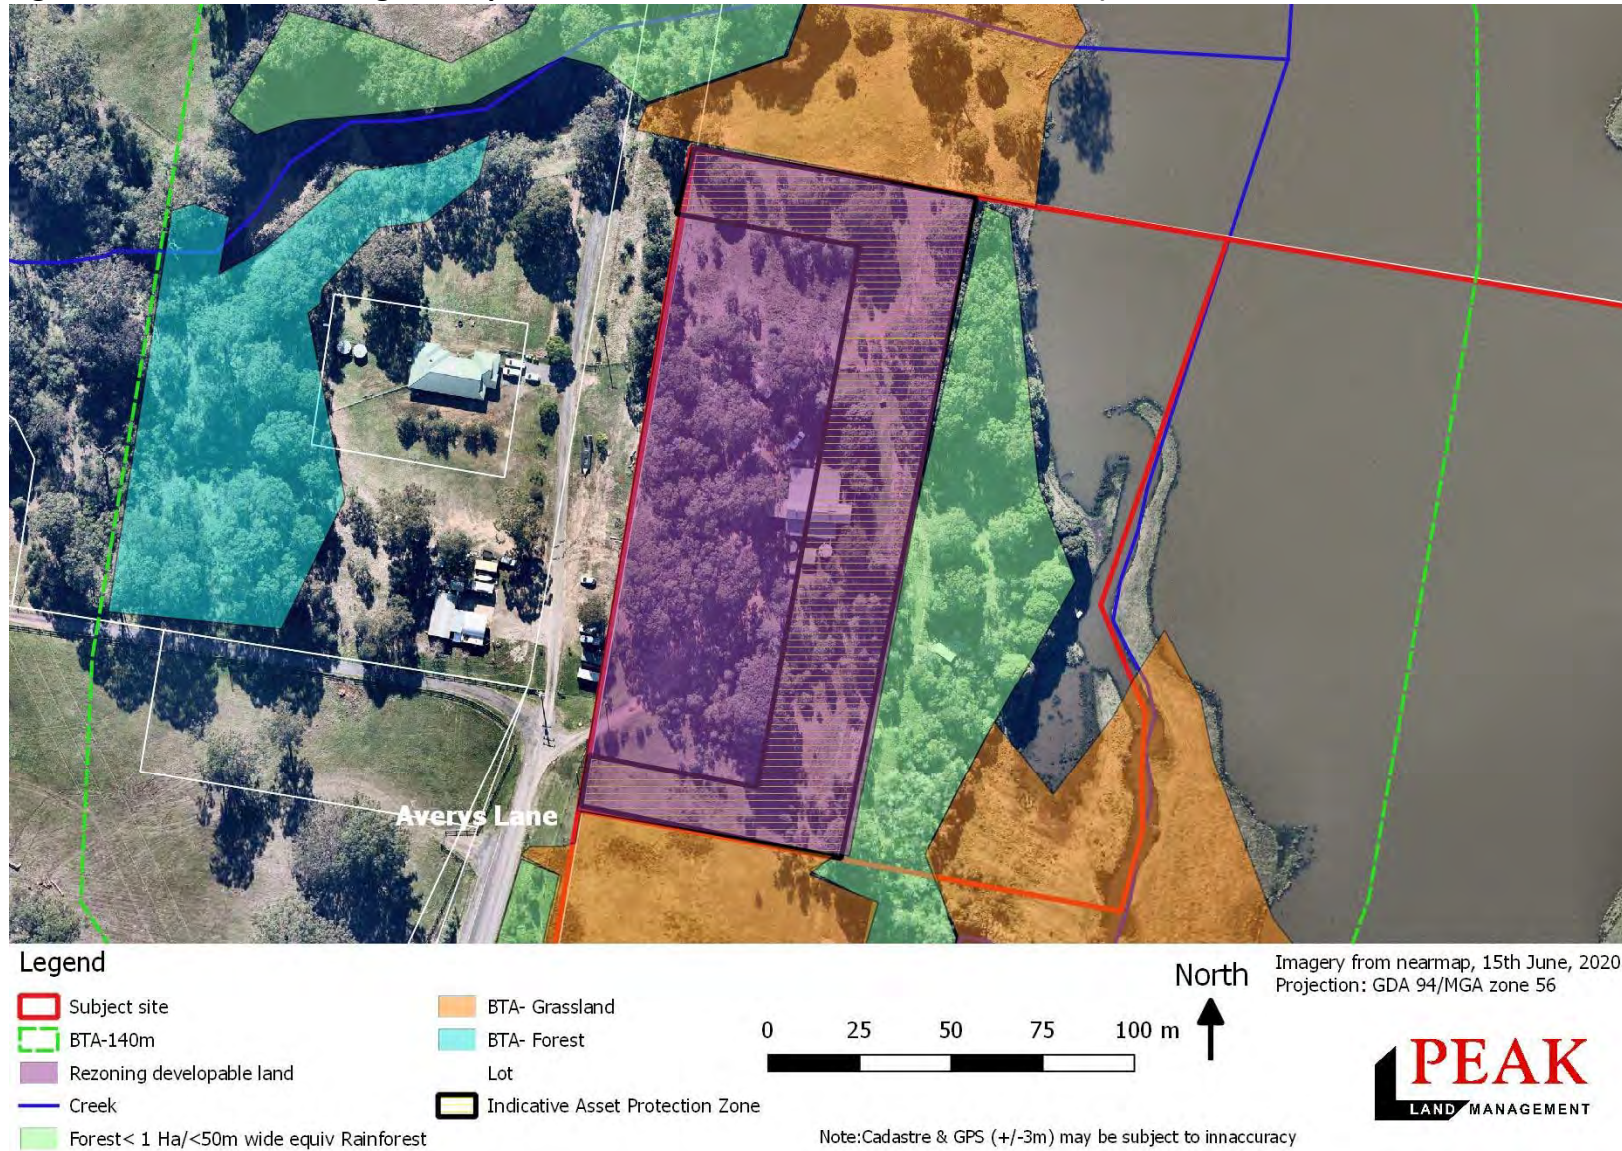 Averys Lane
Legend
Subject site
BTA-140m
Rezoning developable land
Creek
Forest< 1 Ha/<50m wide equiv Rainforest
BTA- Grassland
BTA- Forest
Lot
Indicative Asset Protection Zone
0 25 50 75 100 m
North
Imagery from nearmap, 15th June, 2020
Projection: GDA 94/MGA zone 56
PEAK
LAND MANAGEMENT
Note:Cadastre & GPS (+/-3m) may be subject to innaccuracy